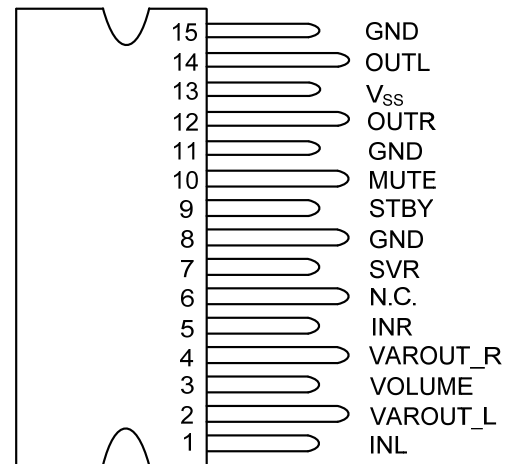 15 GND
14 OUTL
13 VSS
12 OUTR
11 GND
10 MUTE
9 STBY
8 GND
7 SVR
6 N.C.
5 INR
4 VAROUT_R
3 VOLUME
2 VAROUT_L
1 INL